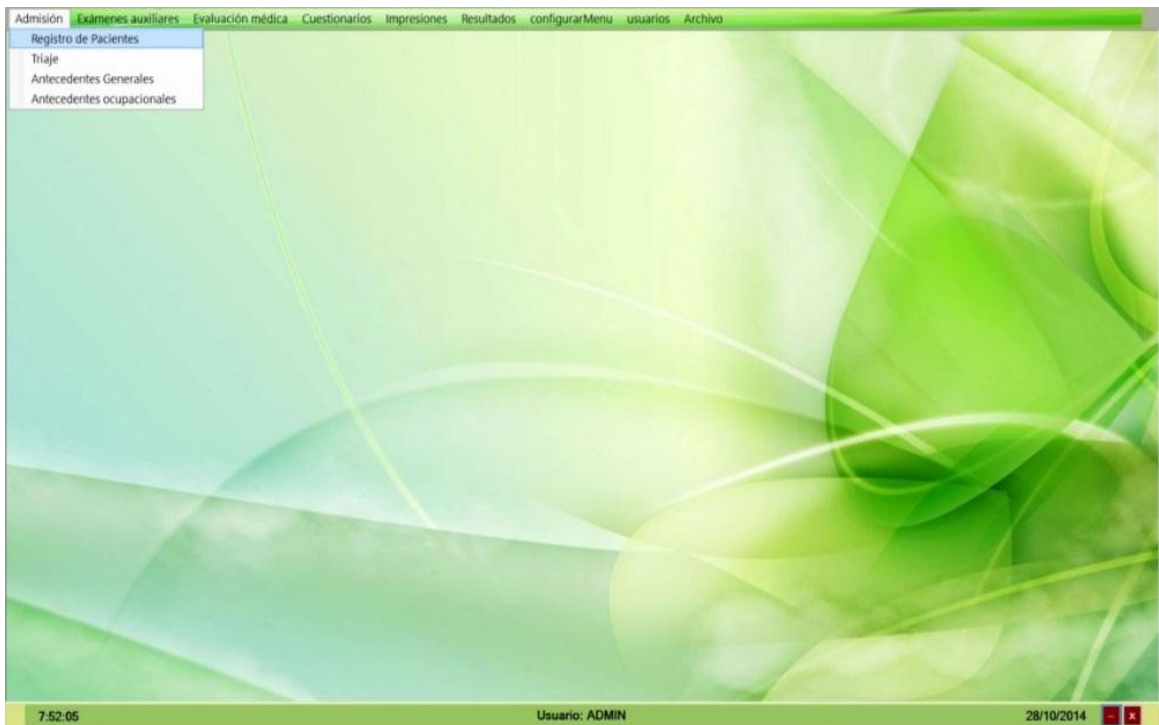 Admisión Exámenes auxiliares Evaluación médica Cuestionarios Impresiones Resultados configurarMenu usuarios Archivo
Registro de Pacientes
Triaje
Antecedentes Generales
Antecedentes ocupacionales
7:52:05 Usuario: ADMIN 28/10/2014 - x